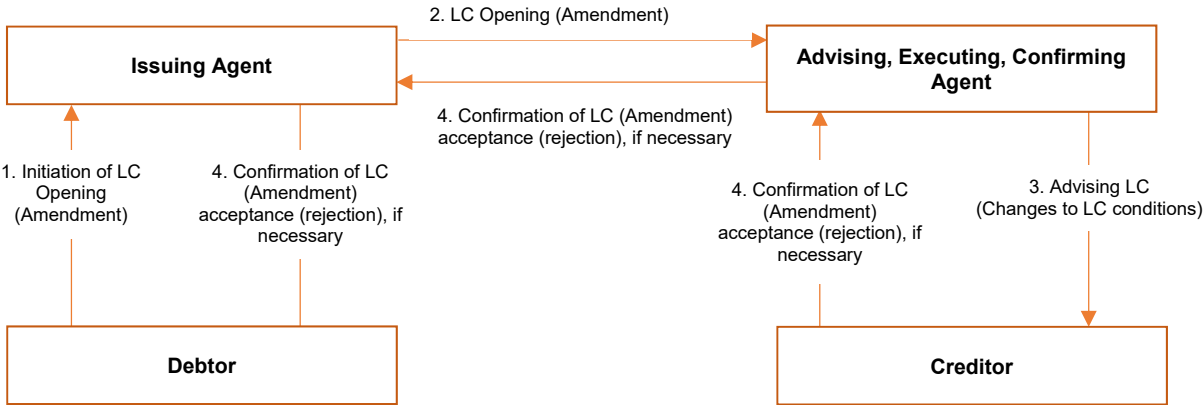 2. LC Opening (Amendment)
Issuing Agent
Advising, Executing, Confirming
Agent
4. Confirmation of LC (Amendment)
acceptance (rejection), if necessary
1. Initiation of LC
Opening
(Amendment)
4. Confirmation of LC
(Amendment)
acceptance (rejection), if
necessary
4. Confirmation of LC
(Amendment)
acceptance (rejection), if
necessary
3. Advising LC
(Changes to LC conditions)
Debtor
Creditor